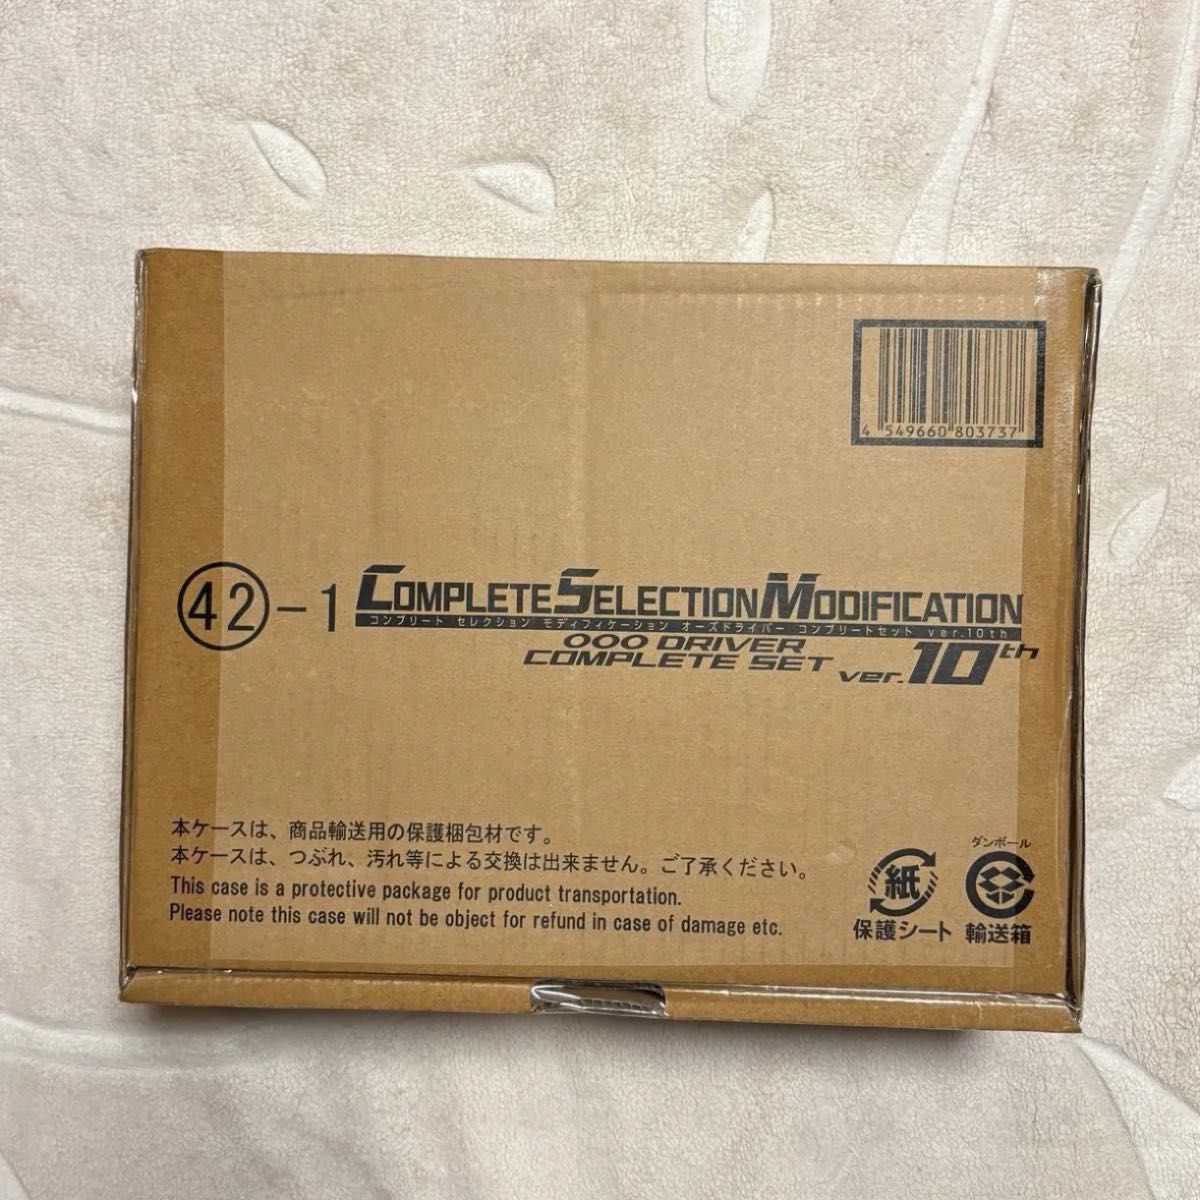 4 549660 803737
㊷-1 COMPLETE SELECTION MODIFICATION
コンプリート セレクション モディフィケーション オーズドライバー コンプリートセット ver.10th
OOO DRIVER
COMPLETE SET ver.10th
本ケースは、商品輸送用の保護梱包材です。
本ケースは、つぶれ、汚れ等による交換は出来ません。ご了承ください。
This case is a protective package for product transportation.
Please note this case will not be object for refund in case of damage etc.
紙
保護シート
ダンボール
輸送箱